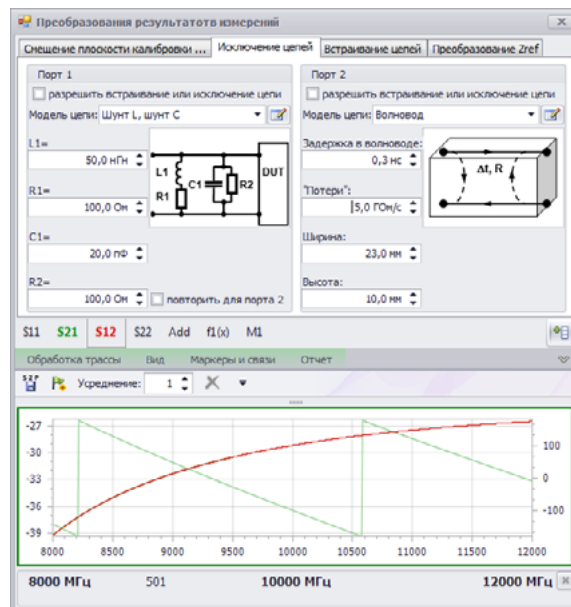 Преобразования результатотв измерений
Смещение плоскости калибровки ... Исключение цепей Встраивание цепей Преобразование Zref
Порт 1
разрешить встраивание или исключение цепи
Модель цепи: Шунт L, шунт C
L1=
50,0 нГн
R1=
100,0 Ом
C1=
20,0 пФ
R2=
100,0 Ом повторить для порта 2
L1 R1 C1 R2 DUT
Порт 2
разрешить встраивание или исключение цепи
Модель цепи: Волновод
Задержка в волноводе:
0,3 нс
"Потери":
5,0 ГОм/с
Ширина:
23,0 мм
Высота:
10,0 мм
Δt, R
S11 S21 S12 S22 Add f1(x) M1
Обработка трассы Вид Маркеры и связи Отчет
S2P Усреднение: 1
-27
-30
-33
-36
-39
100
0
-100
8000 8500 9000 9500 10000 10500 11000 11500 12000
8000 МГц 501 10000 МГц 12000 МГц